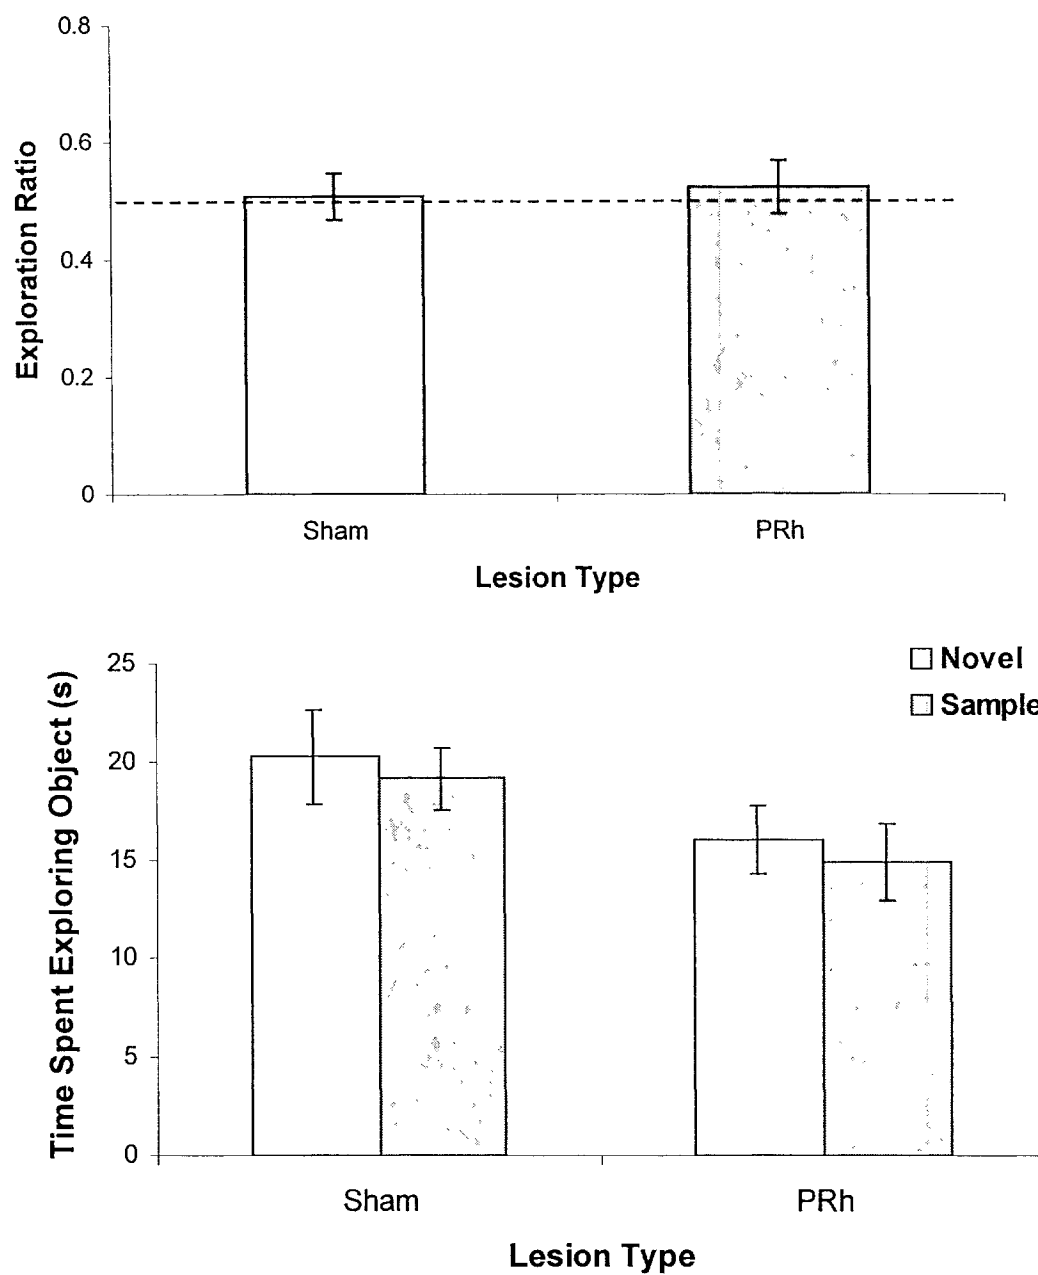 0.8
0.6
0.4
0.2
0
Exploration Ratio
Sham PRh
Lesion Type
Novel
Sample
25
20
15
10
5
0
Time Spent Exploring Object (s)
Sham PRh
Lesion Type